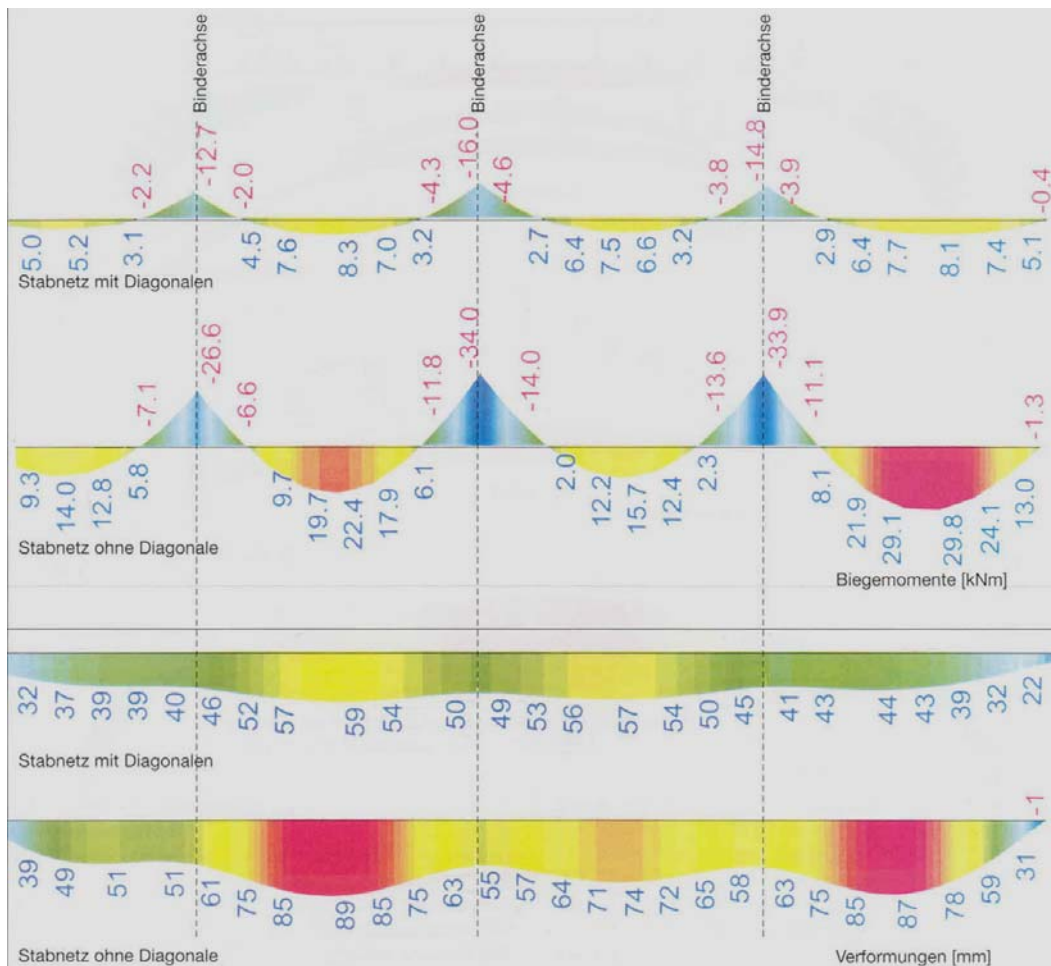 Binderachse Binderachse Binderachse
-2.2 -12.7 -2.0 -4.3 -16.0 -4.6 -3.8 -14.8 -3.9 -0.4
5.0 5.2 3.1 4.5 7.6 8.3 7.0 3.2 2.7 6.4 7.5 6.6 3.2 2.9 6.4 7.7 8.1 7.4 5.1
Stabnetz mit Diagonalen
-7.1 -26.6 -6.6 -11.8 -34.0 -14.0 -13.6 -33.9 -11.1 -1.3
9.3 14.0 12.8 5.8 9.7 19.7 22.4 17.9 6.1 2.0 12.2 15.7 12.4 2.3 8.1 21.9 29.1 29.8 24.1 13.0
Stabnetz ohne Diagonale
Biegemomente [kNm]
32 37 39 39 40 46 52 57 59 54 50 49 53 56 57 54 50 45 41 43 44 43 39 32 22
Stabnetz mit Diagonalen
-1
39 49 51 51 61 75 85 89 85 75 63 55 57 64 71 74 72 65 58 63 75 85 87 78 59 31
Stabnetz ohne Diagonale
Verformungen [mm]